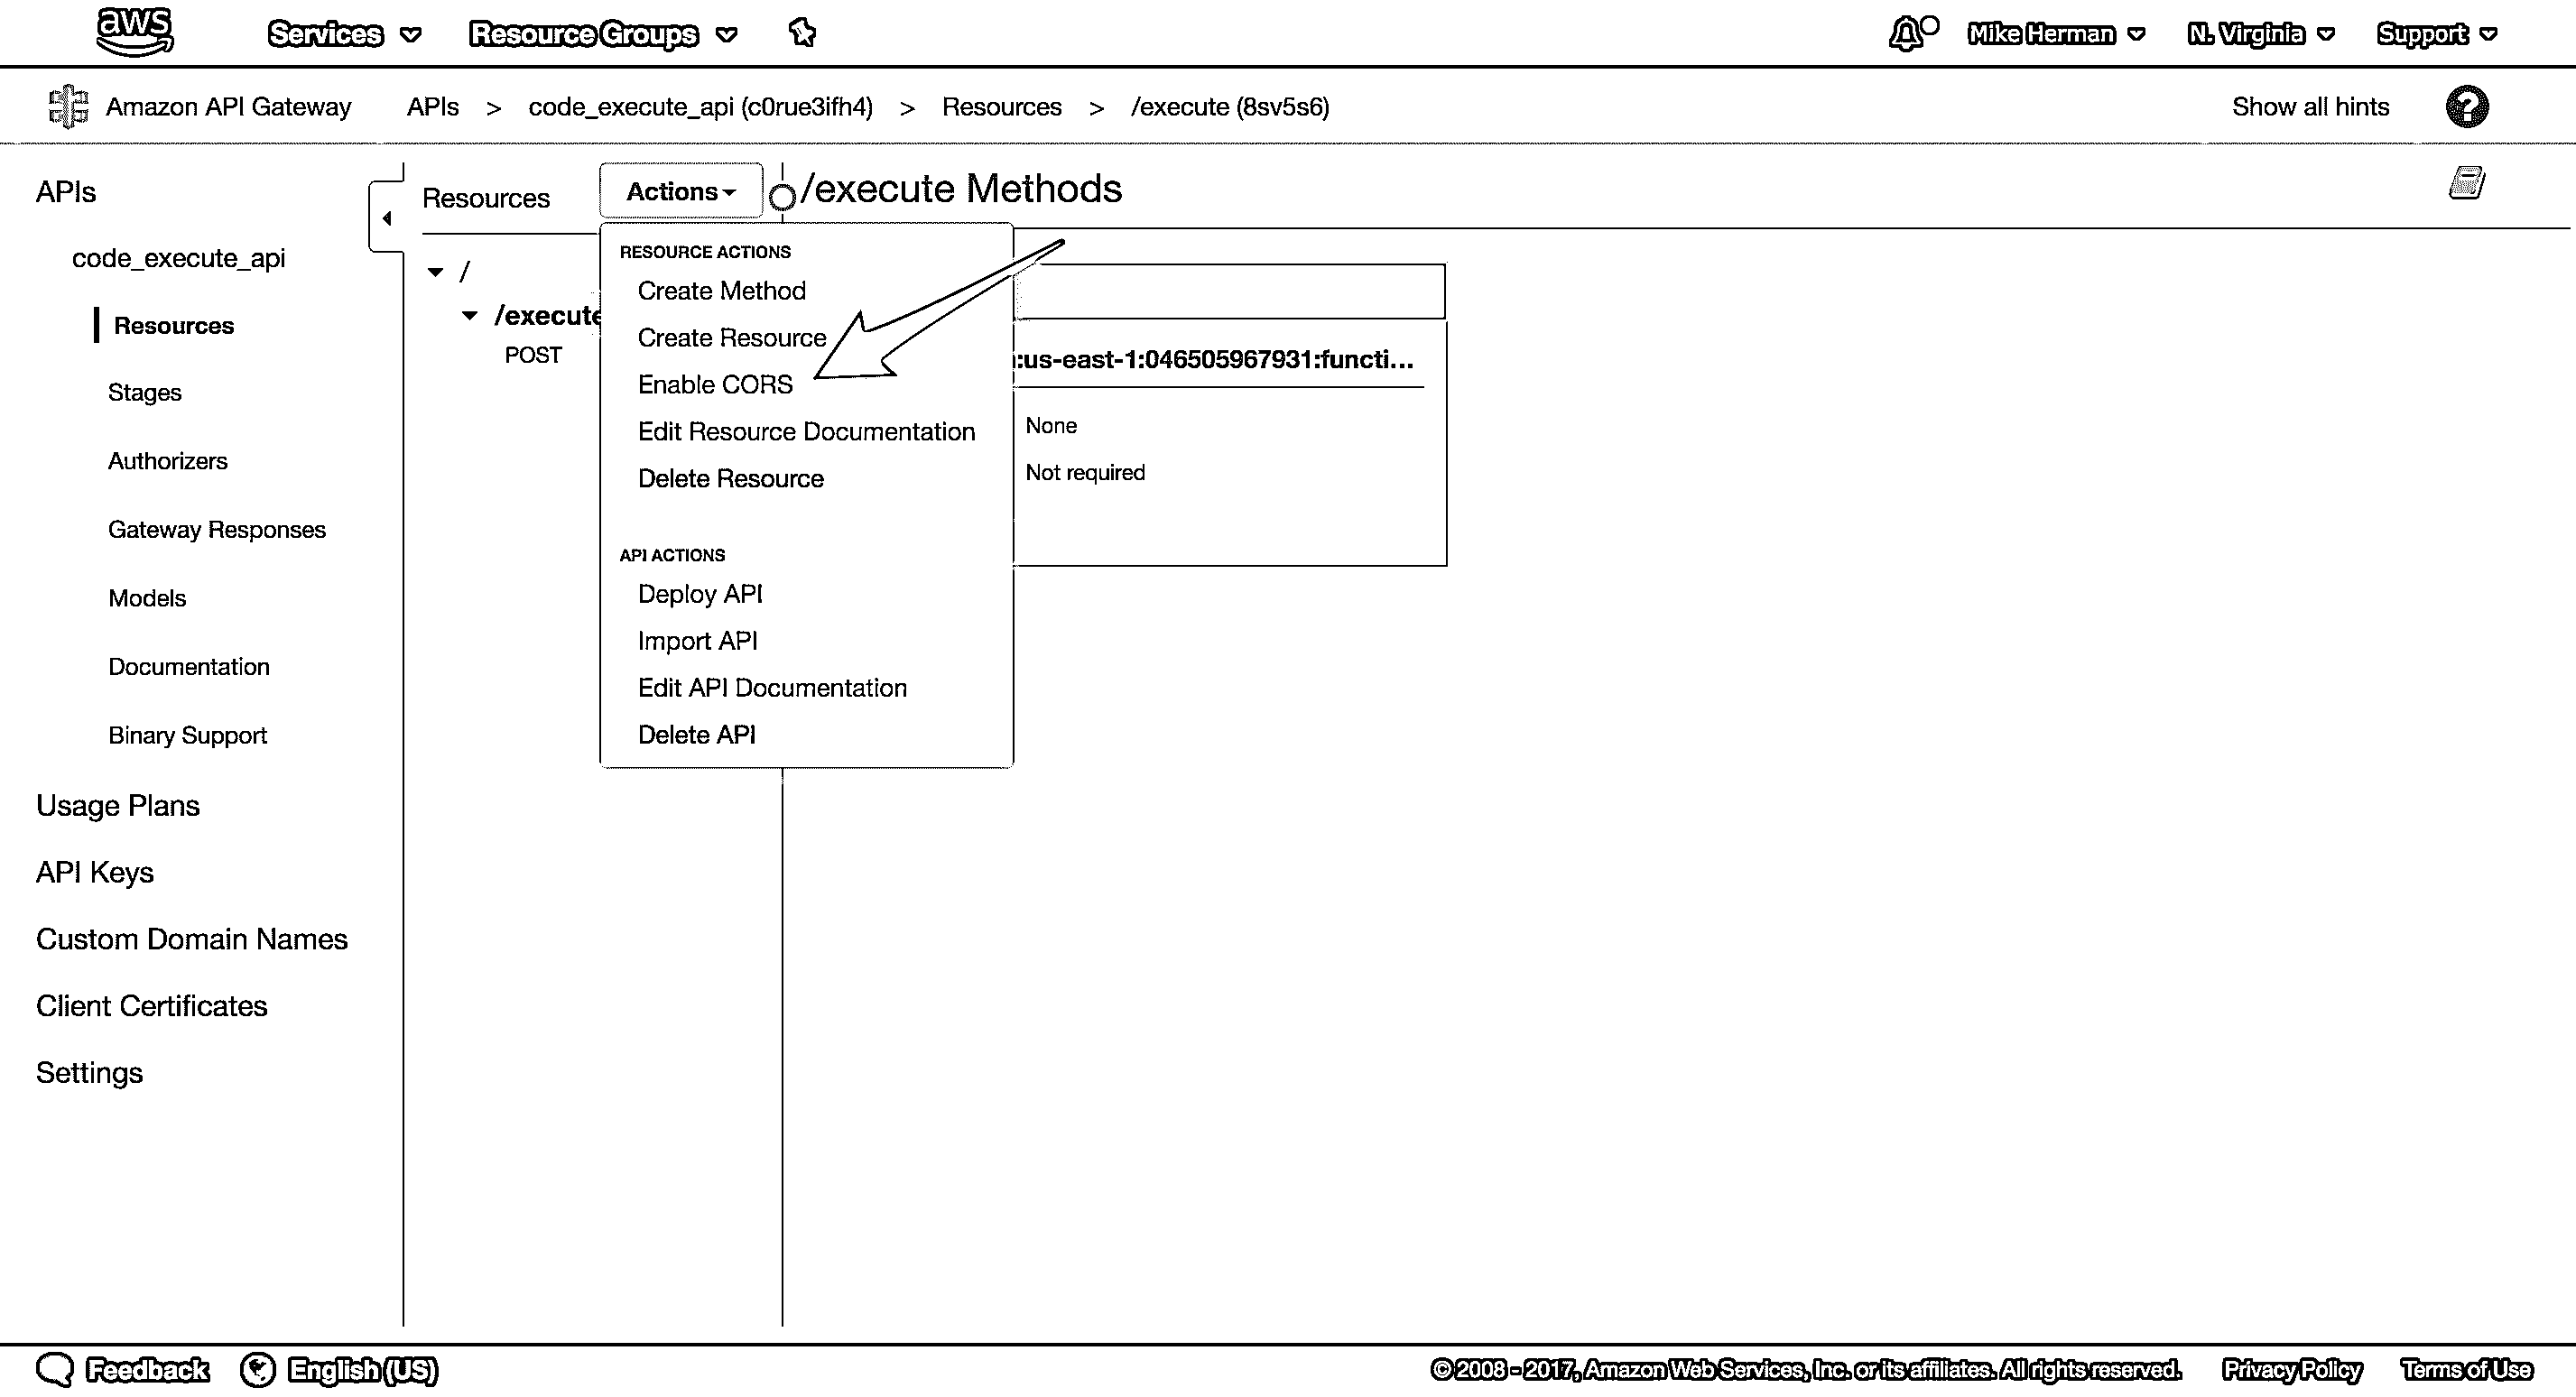 aws Services Resource Groups Mike Herman N. Virginia Support
Amazon API Gateway APIs > code_execute_api (c0rue3ifh4) > Resources > /execute (8sv5s6) Show all hints
APIs
code_execute_api
Resources
Stages
Authorizers
Gateway Responses
Models
Documentation
Binary Support
Usage Plans
API Keys
Custom Domain Names
Client Certificates
Settings
Resources Actions
/
/execute
POST
RESOURCE ACTIONS
Create Method
Create Resource
Enable CORS
Edit Resource Documentation
Delete Resource
API ACTIONS
Deploy API
Import API
Edit API Documentation
Delete API
/execute Methods
:us-east-1:046505967931:functi...
None
Not required
Feedback English (US) © 2008 - 2017, Amazon Web Services, Inc. or its affiliates. All rights reserved. Privacy Policy Terms of Use